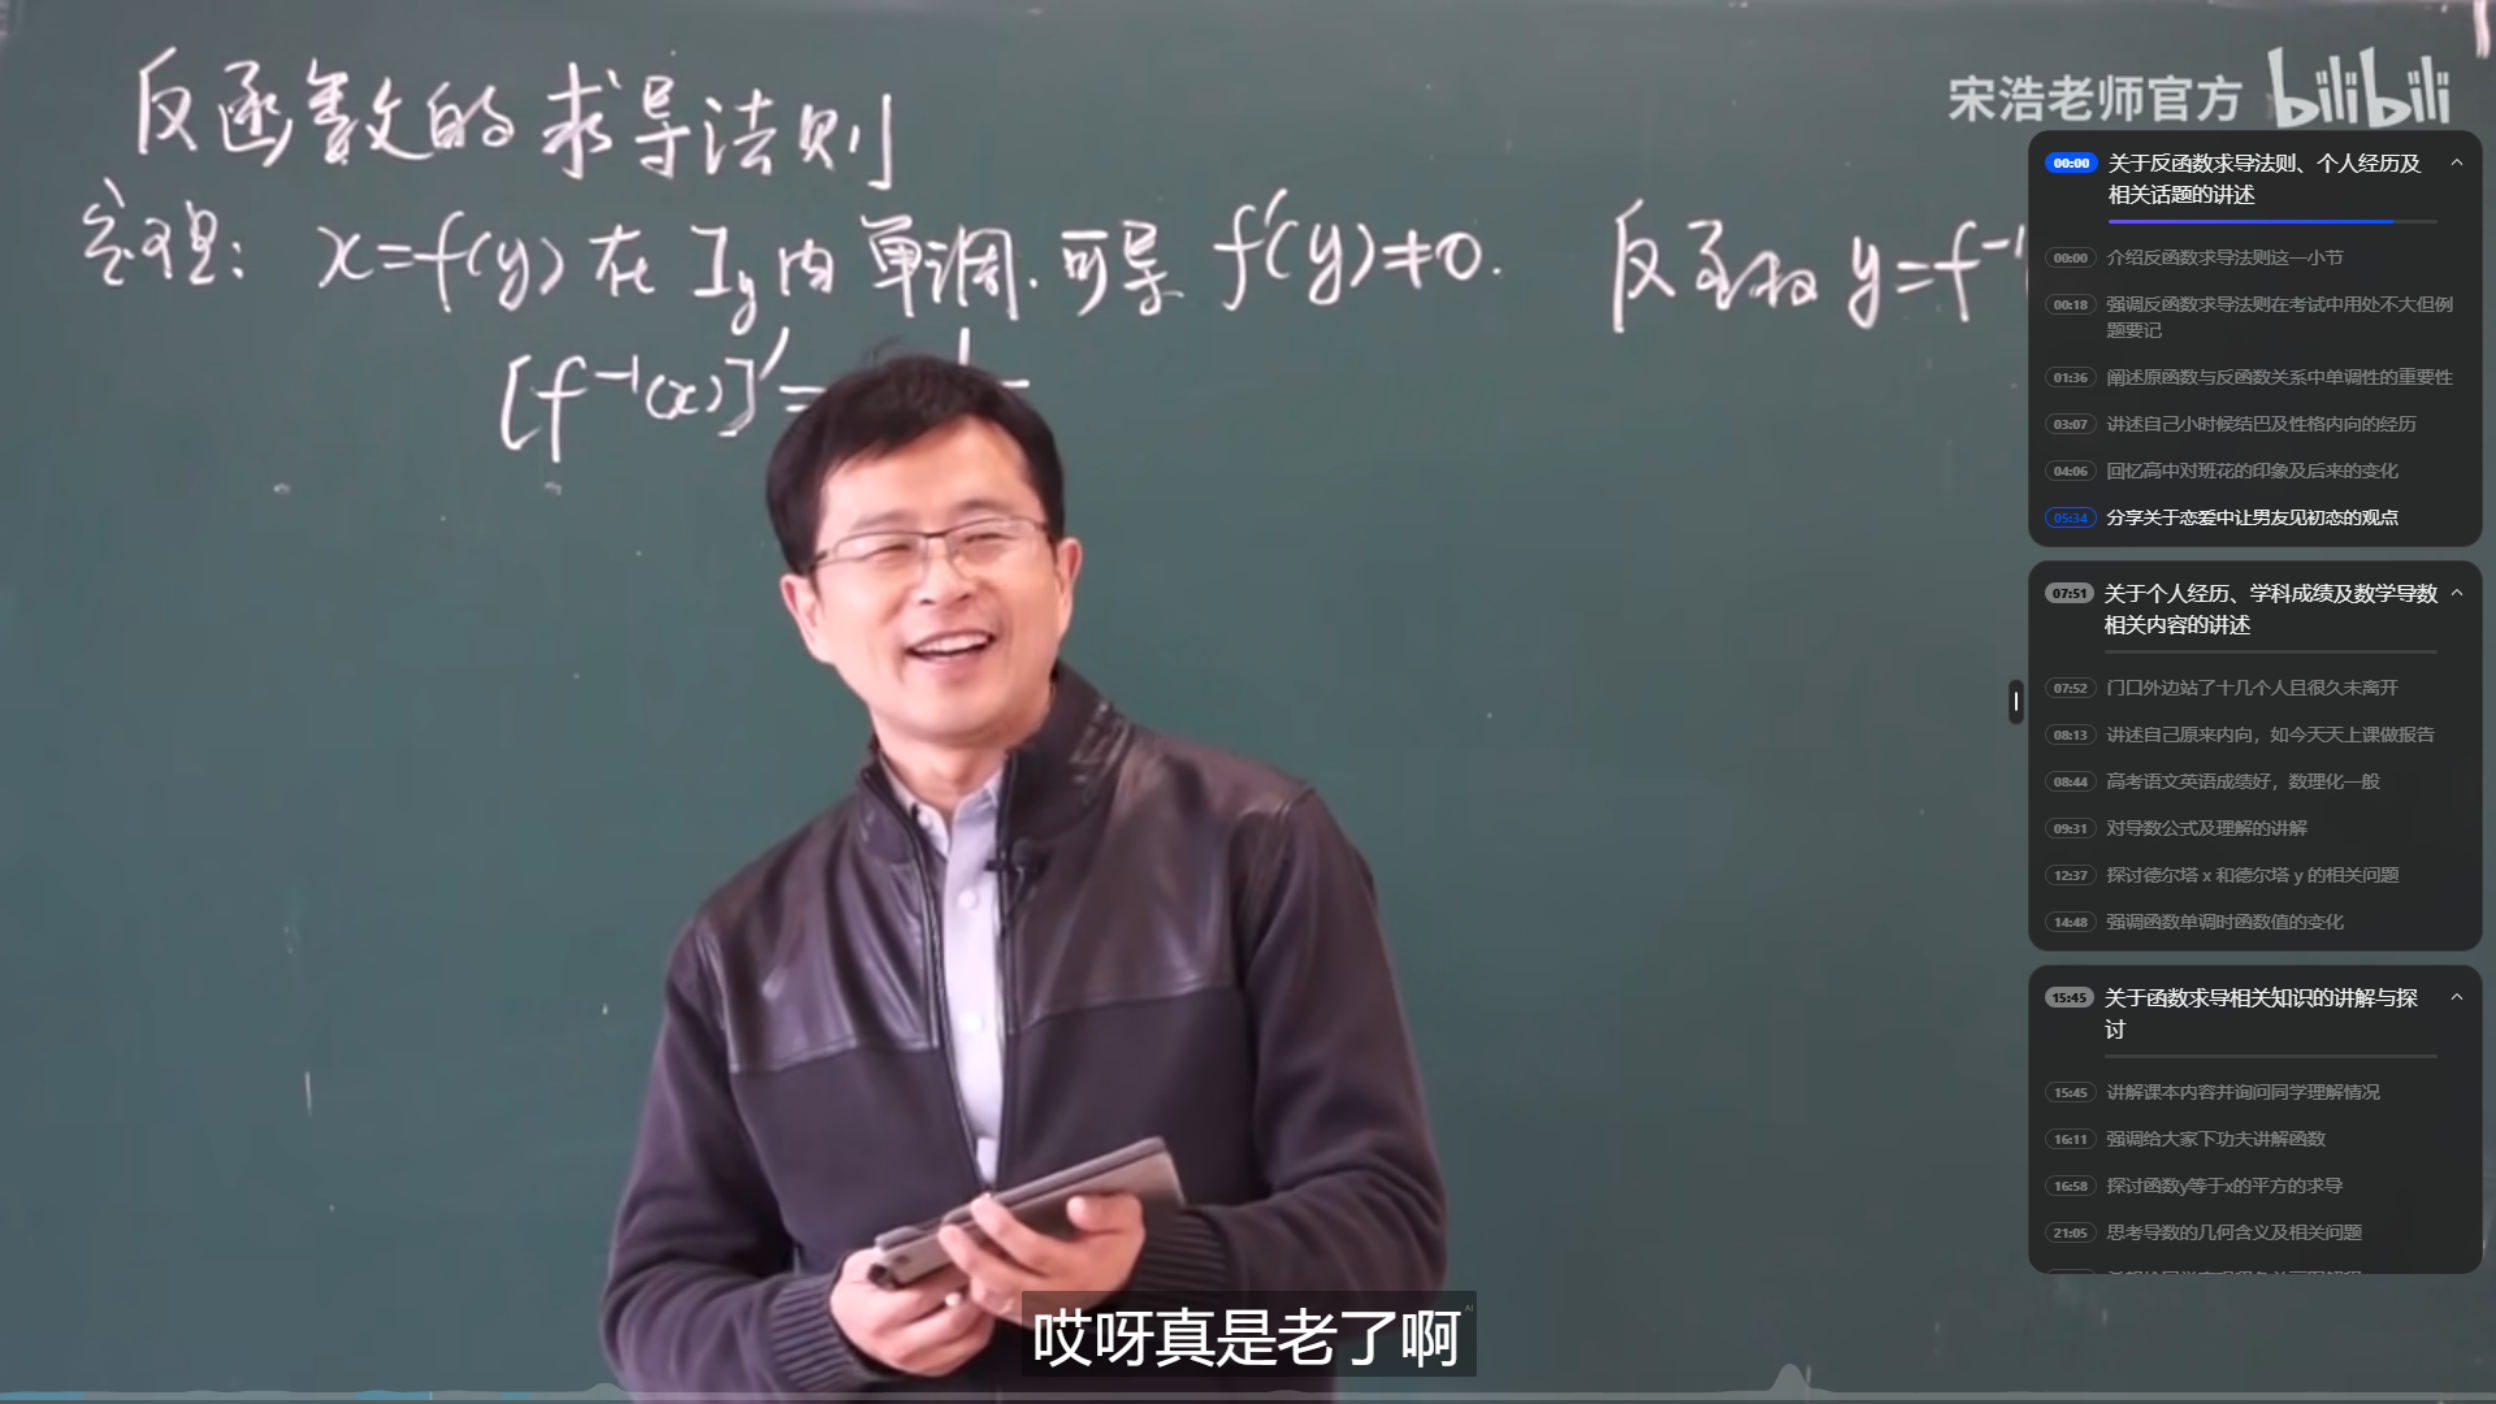 反函数的求导法则
定理: x=f(y) 在 Iy 内 单调.可导 f′(y)≠0. 反函数 y=f⁻¹
[f⁻¹(x)]′=
宋浩老师官方 bilibili
00:00 关于反函数求导法则、个人经历及
相关话题的讲述
00:00 介绍反函数求导法则这一小节
00:18 强调反函数求导法则在考试中用处不大但例
题要记
01:36 阐述原函数与反函数关系中单调性的重要性
03:07 讲述自己小时候结巴及性格内向的经历
04:06 回忆高中对班花的印象及后来的变化
05:34 分享关于恋爱中让男友见初恋的观点
07:51 关于个人经历、学科成绩及数学导数
相关内容的讲述
07:52 门口外边站了十几个人且很久未离开
08:13 讲述自己原来内向，如今天天上课做报告
08:44 高考语文英语成绩好，数理化一般
09:31 对导数公式及理解的讲解
12:37 探讨德尔塔 x 和德尔塔 y 的相关问题
14:48 强调函数单调时函数值的变化
15:45 关于函数求导相关知识的讲解与探
讨
15:45 讲解课本内容并询问同学理解情况
16:11 强调给大家下功夫讲解函数
16:58 探讨函数y等于x的平方的求导
21:05 思考导数的几何含义及相关问题
哎呀真是老了啊
AI